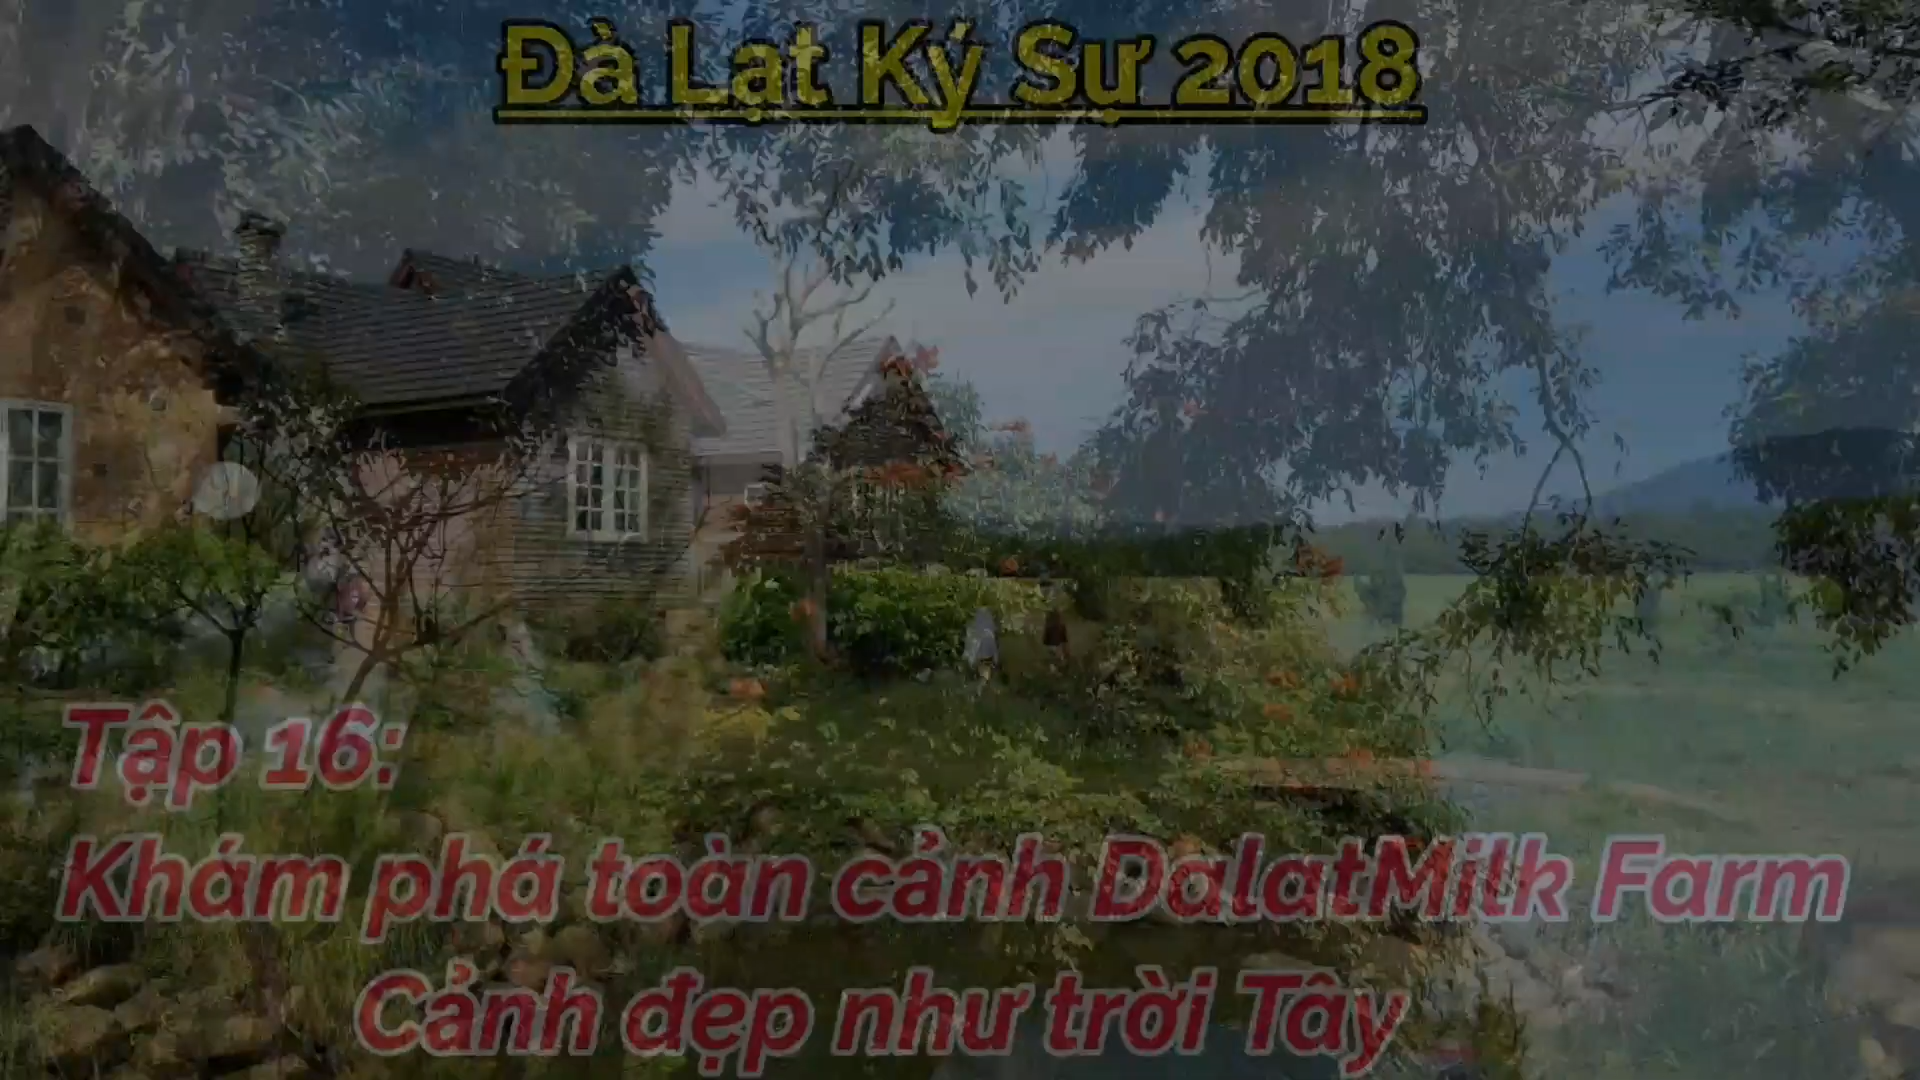 Đà Lạt Ký Sự 2018
Tập 16:
Khám phá toàn cảnh DalatMilk Farm
Cảnh đẹp như trời Tây